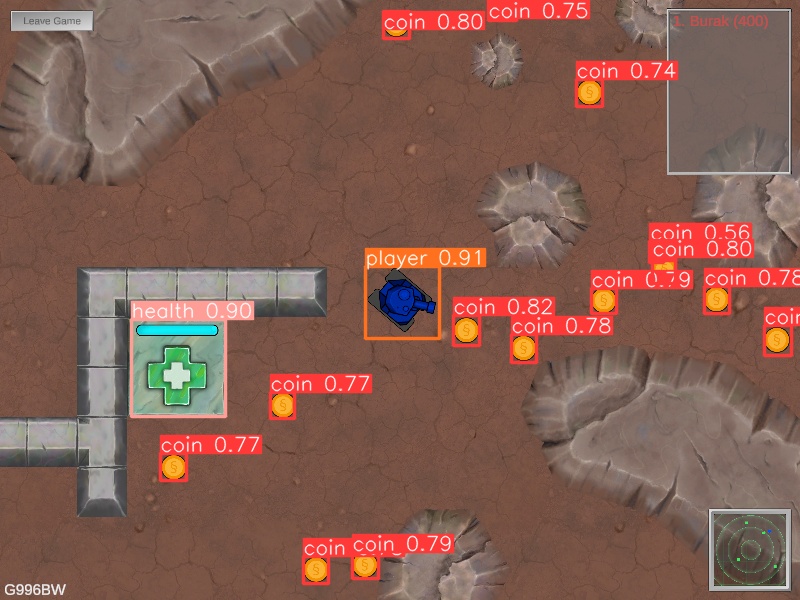 Leave Game
coin 0.80
coin 0.75
1. Burak (400)
coin 0.74
coin 0.56
coin 0.80
player 0.91
coin 0.79
coin 0.78
health 0.90
coin 0.82
coin 0.78
coin 0.77
coin 0.77
coin
coin 0.79
G996BW